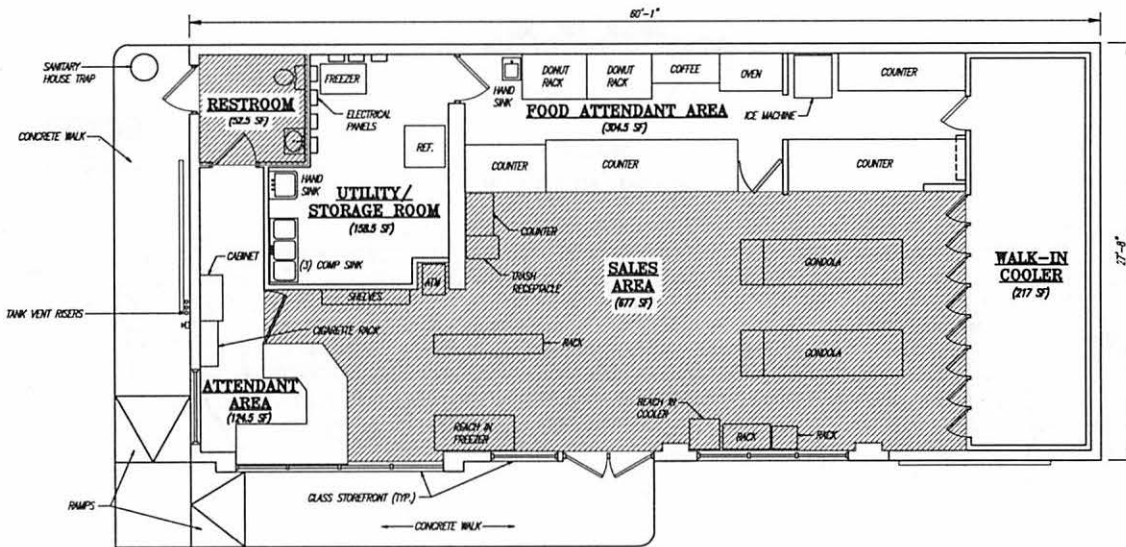 60'-1"
SANITARY
HOUSE TRAP
CONCRETE WALK
RESTROOM
(52.5 SF)
FREEZER
ELECTRICAL
PANELS
HAND
SINK
DONUT
RACK
DONUT
RACK
COFFEE
OVEN
ICE MACHINE
COUNTER
FOOD ATTENDANT AREA
(304.5 SF)
REF.
COUNTER
COUNTER
COUNTER
HAND
SINK
UTILITY/
STORAGE ROOM
(158.5 SF)
(3) COMP SINK
COUNTER
TRASH
RECEPTACLE
ATM
SHELVES
SALES
AREA
(677 SF)
GONDOLA
GONDOLA
WALK-IN
COOLER
(217 SF)
27'-8"
CABINET
TANK VENT RISERS
CIGARETTE RACK
RACK
ATTENDANT
AREA
(124.5 SF)
REACH IN
FREEZER
REACH IN
COOLER
RACK
RACK
RAMPS
GLASS STOREFRONT (TYP.)
CONCRETE WALK